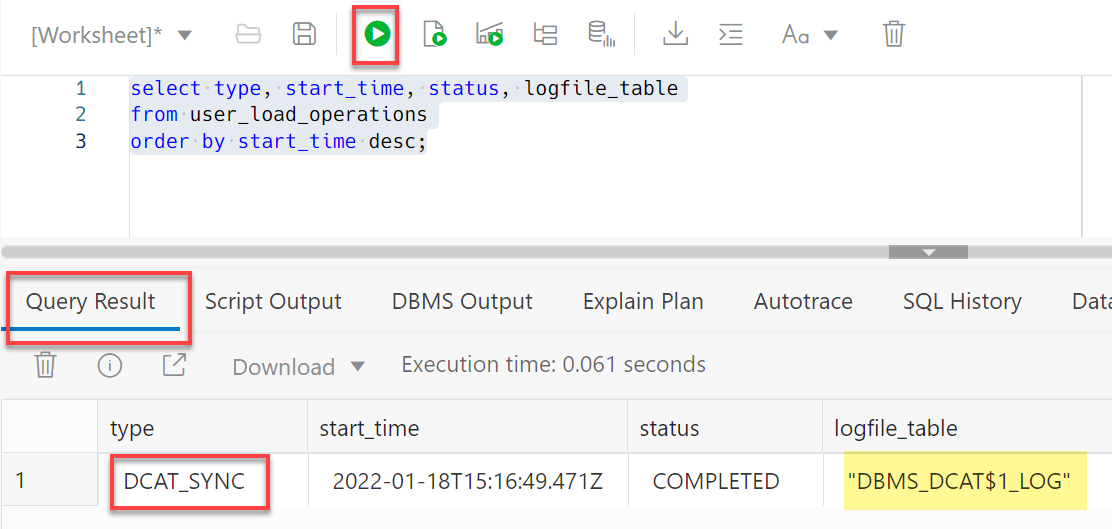 [Worksheet]* Aa
1 select type, start_time, status, logfile_table
2 from user_load_operations
3 order by start_time desc;
Query Result Script Output DBMS Output Explain Plan Autotrace SQL History Data
Download Execution time: 0.061 seconds
type start_time status logfile_table
1 DCAT_SYNC 2022-01-18T15:16:49.471Z COMPLETED "DBMS_DCAT$1_LOG"